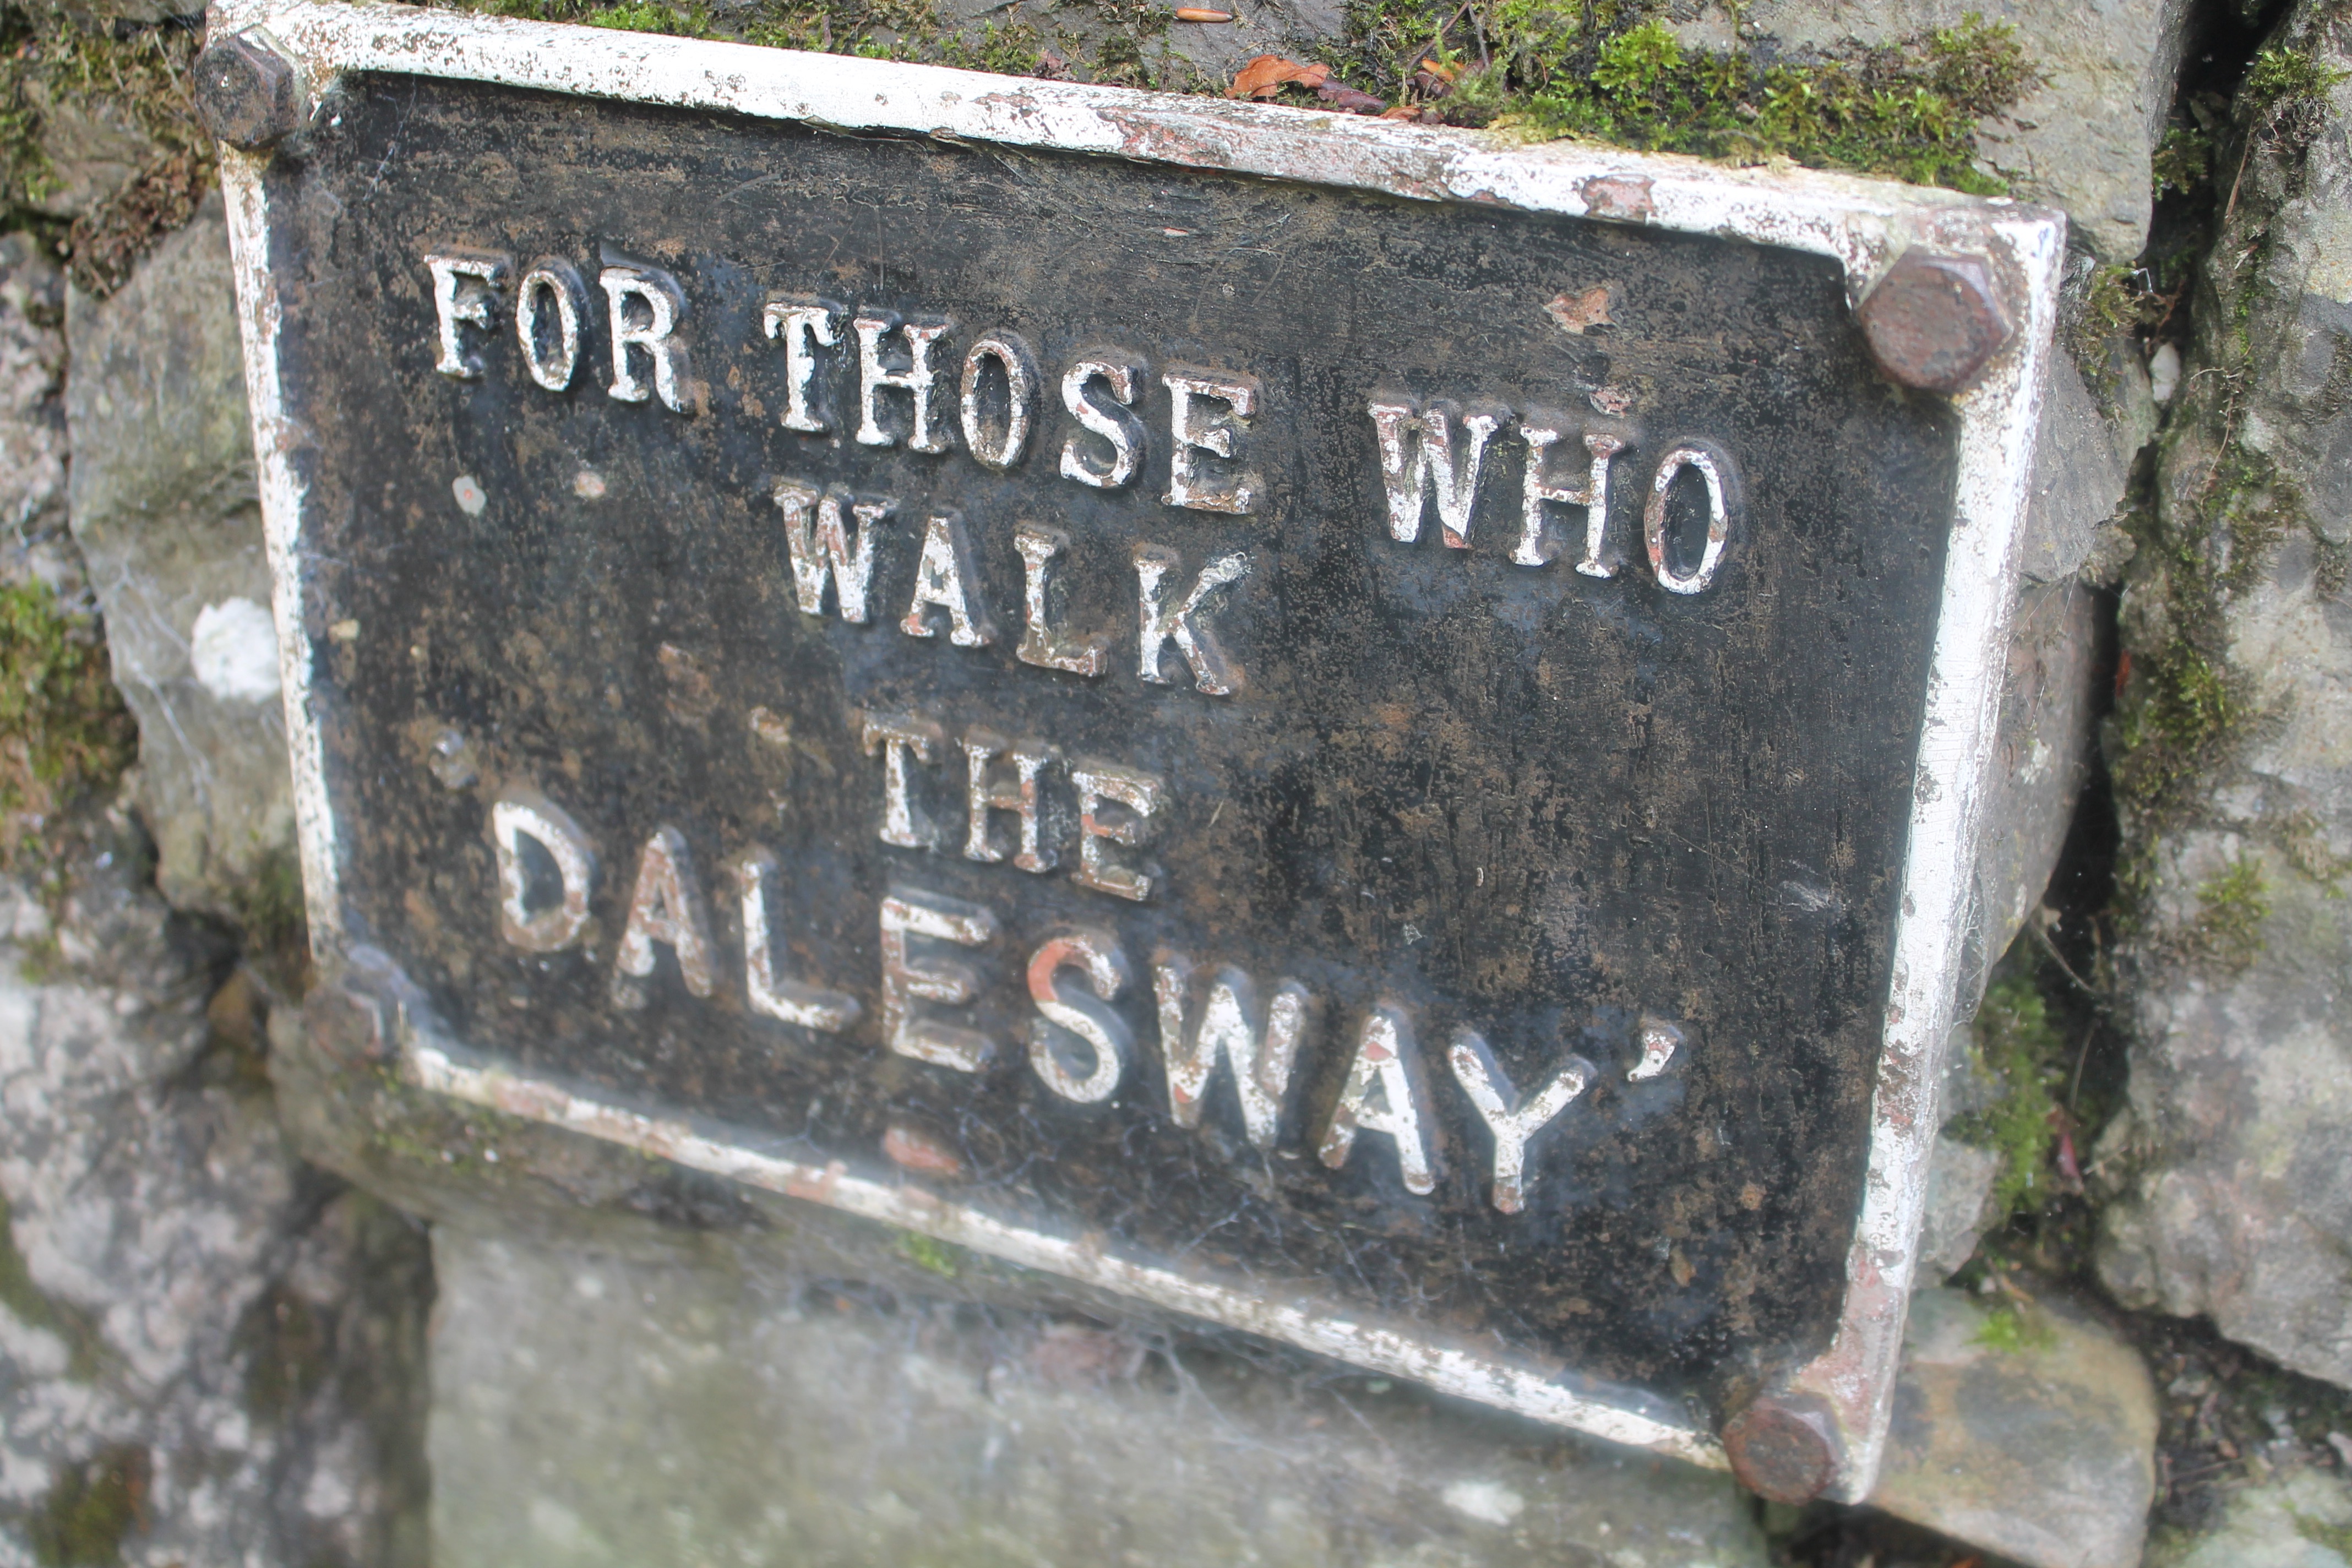 FOR THOSE WHO
WALK
THE
DALESWAY'